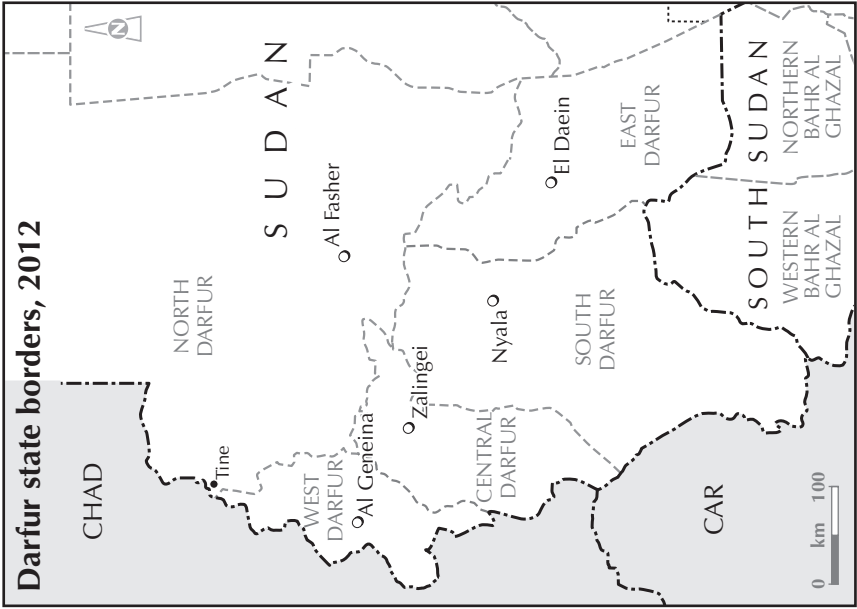 Darfur state borders, 2012
N
CHAD
SUDAN
NORTH
DARFUR
Tine
Al Fasher
WEST
DARFUR
Al Geneina
Zalingei
CENTRAL
DARFUR
Nyala
SOUTH
DARFUR
El Daein
EAST
DARFUR
CAR
SOUTH SUDAN
WESTERN
BAHR AL
GHAZAL
NORTHERN
BAHR AL
GHAZAL
0 km 100